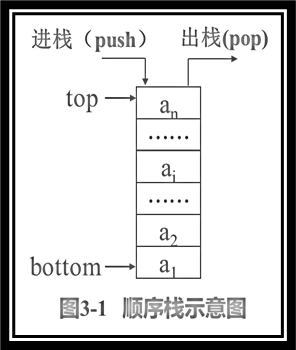 进栈（push） 出栈(pop)
top
an
……
ai
……
a2
bottom a1
图3-1 顺序栈示意图